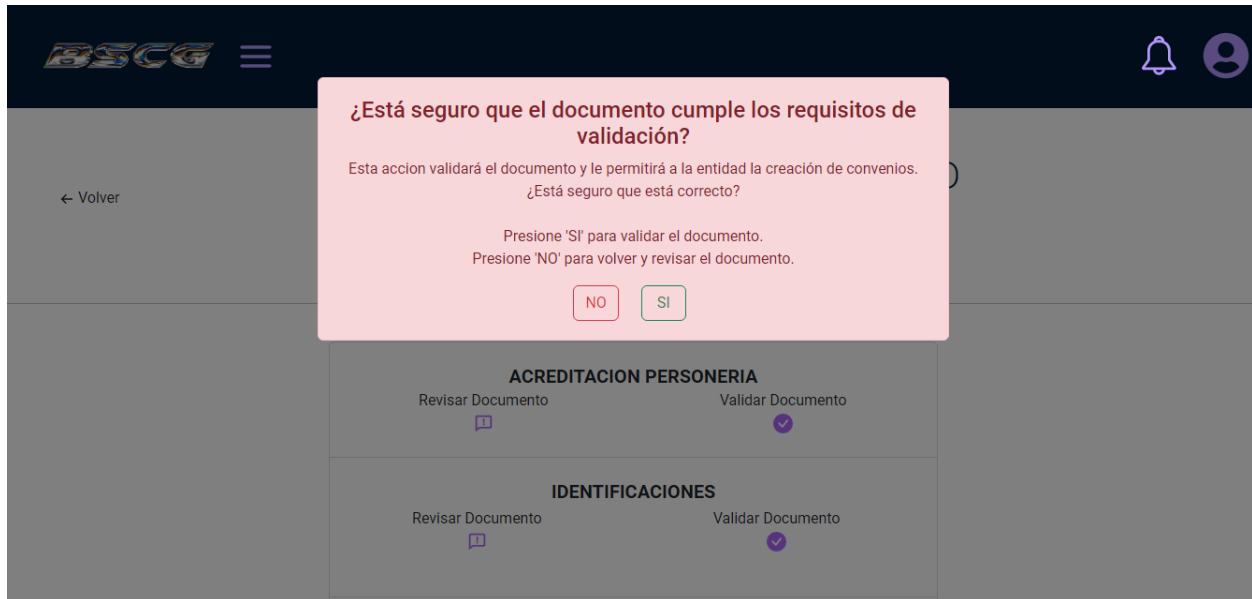 BSCG
¿Está seguro que el documento cumple los requisitos de
validación?
Esta accion validará el documento y le permitirá a la entidad la creación de convenios.
¿Está seguro que está correcto?
← Volver
Presione 'SI' para validar el documento.
Presione 'NO' para volver y revisar el documento.
NO SI
ACREDITACION PERSONERIA
Revisar Documento Validar Documento
IDENTIFICACIONES
Revisar Documento Validar Documento